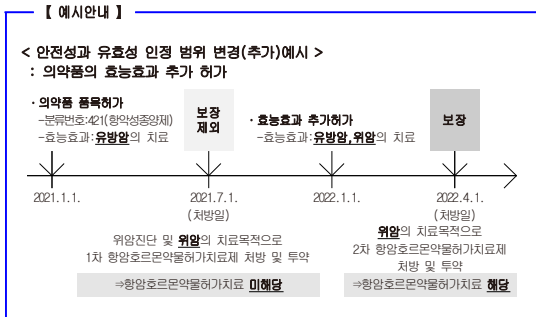 【 예시안내 】
< 안전성과 유효성 인정 범위 변경(추가)예시 >
: 의약품의 효능효과 추가 허가
· 의약품 품목허가
-분류번호:421(항악성종양제)
-효능효과:유방암의 치료
보장
제외
· 효능효과 추가허가
-효능효과:유방암,위암의 치료
보장
2021.1.1.
2021.7.1.
(처방일)
2022.1.1.
2022.4.1.
(처방일)
위암진단 및 위암의 치료목적으로
1차 항암호르몬약물허가치료제 처방 및 투약
⇒항암호르몬약물허가치료 미해당
위암의 치료목적으로
2차 항암호르몬약물허가치료제
처방 및 투약
⇒항암호르몬약물허가치료 해당